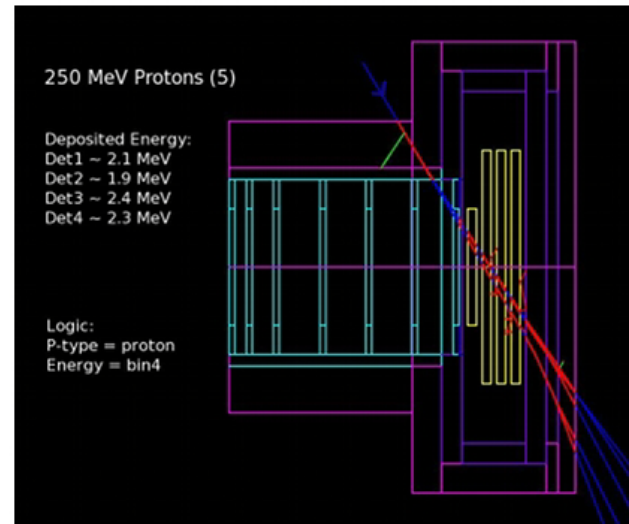 250 MeV Protons (5)
Deposited Energy:
Det1 ~ 2.1 MeV
Det2 ~ 1.9 MeV
Det3 ~ 2.4 MeV
Det4 ~ 2.3 MeV
Logic:
P-type = proton
Energy = bin4